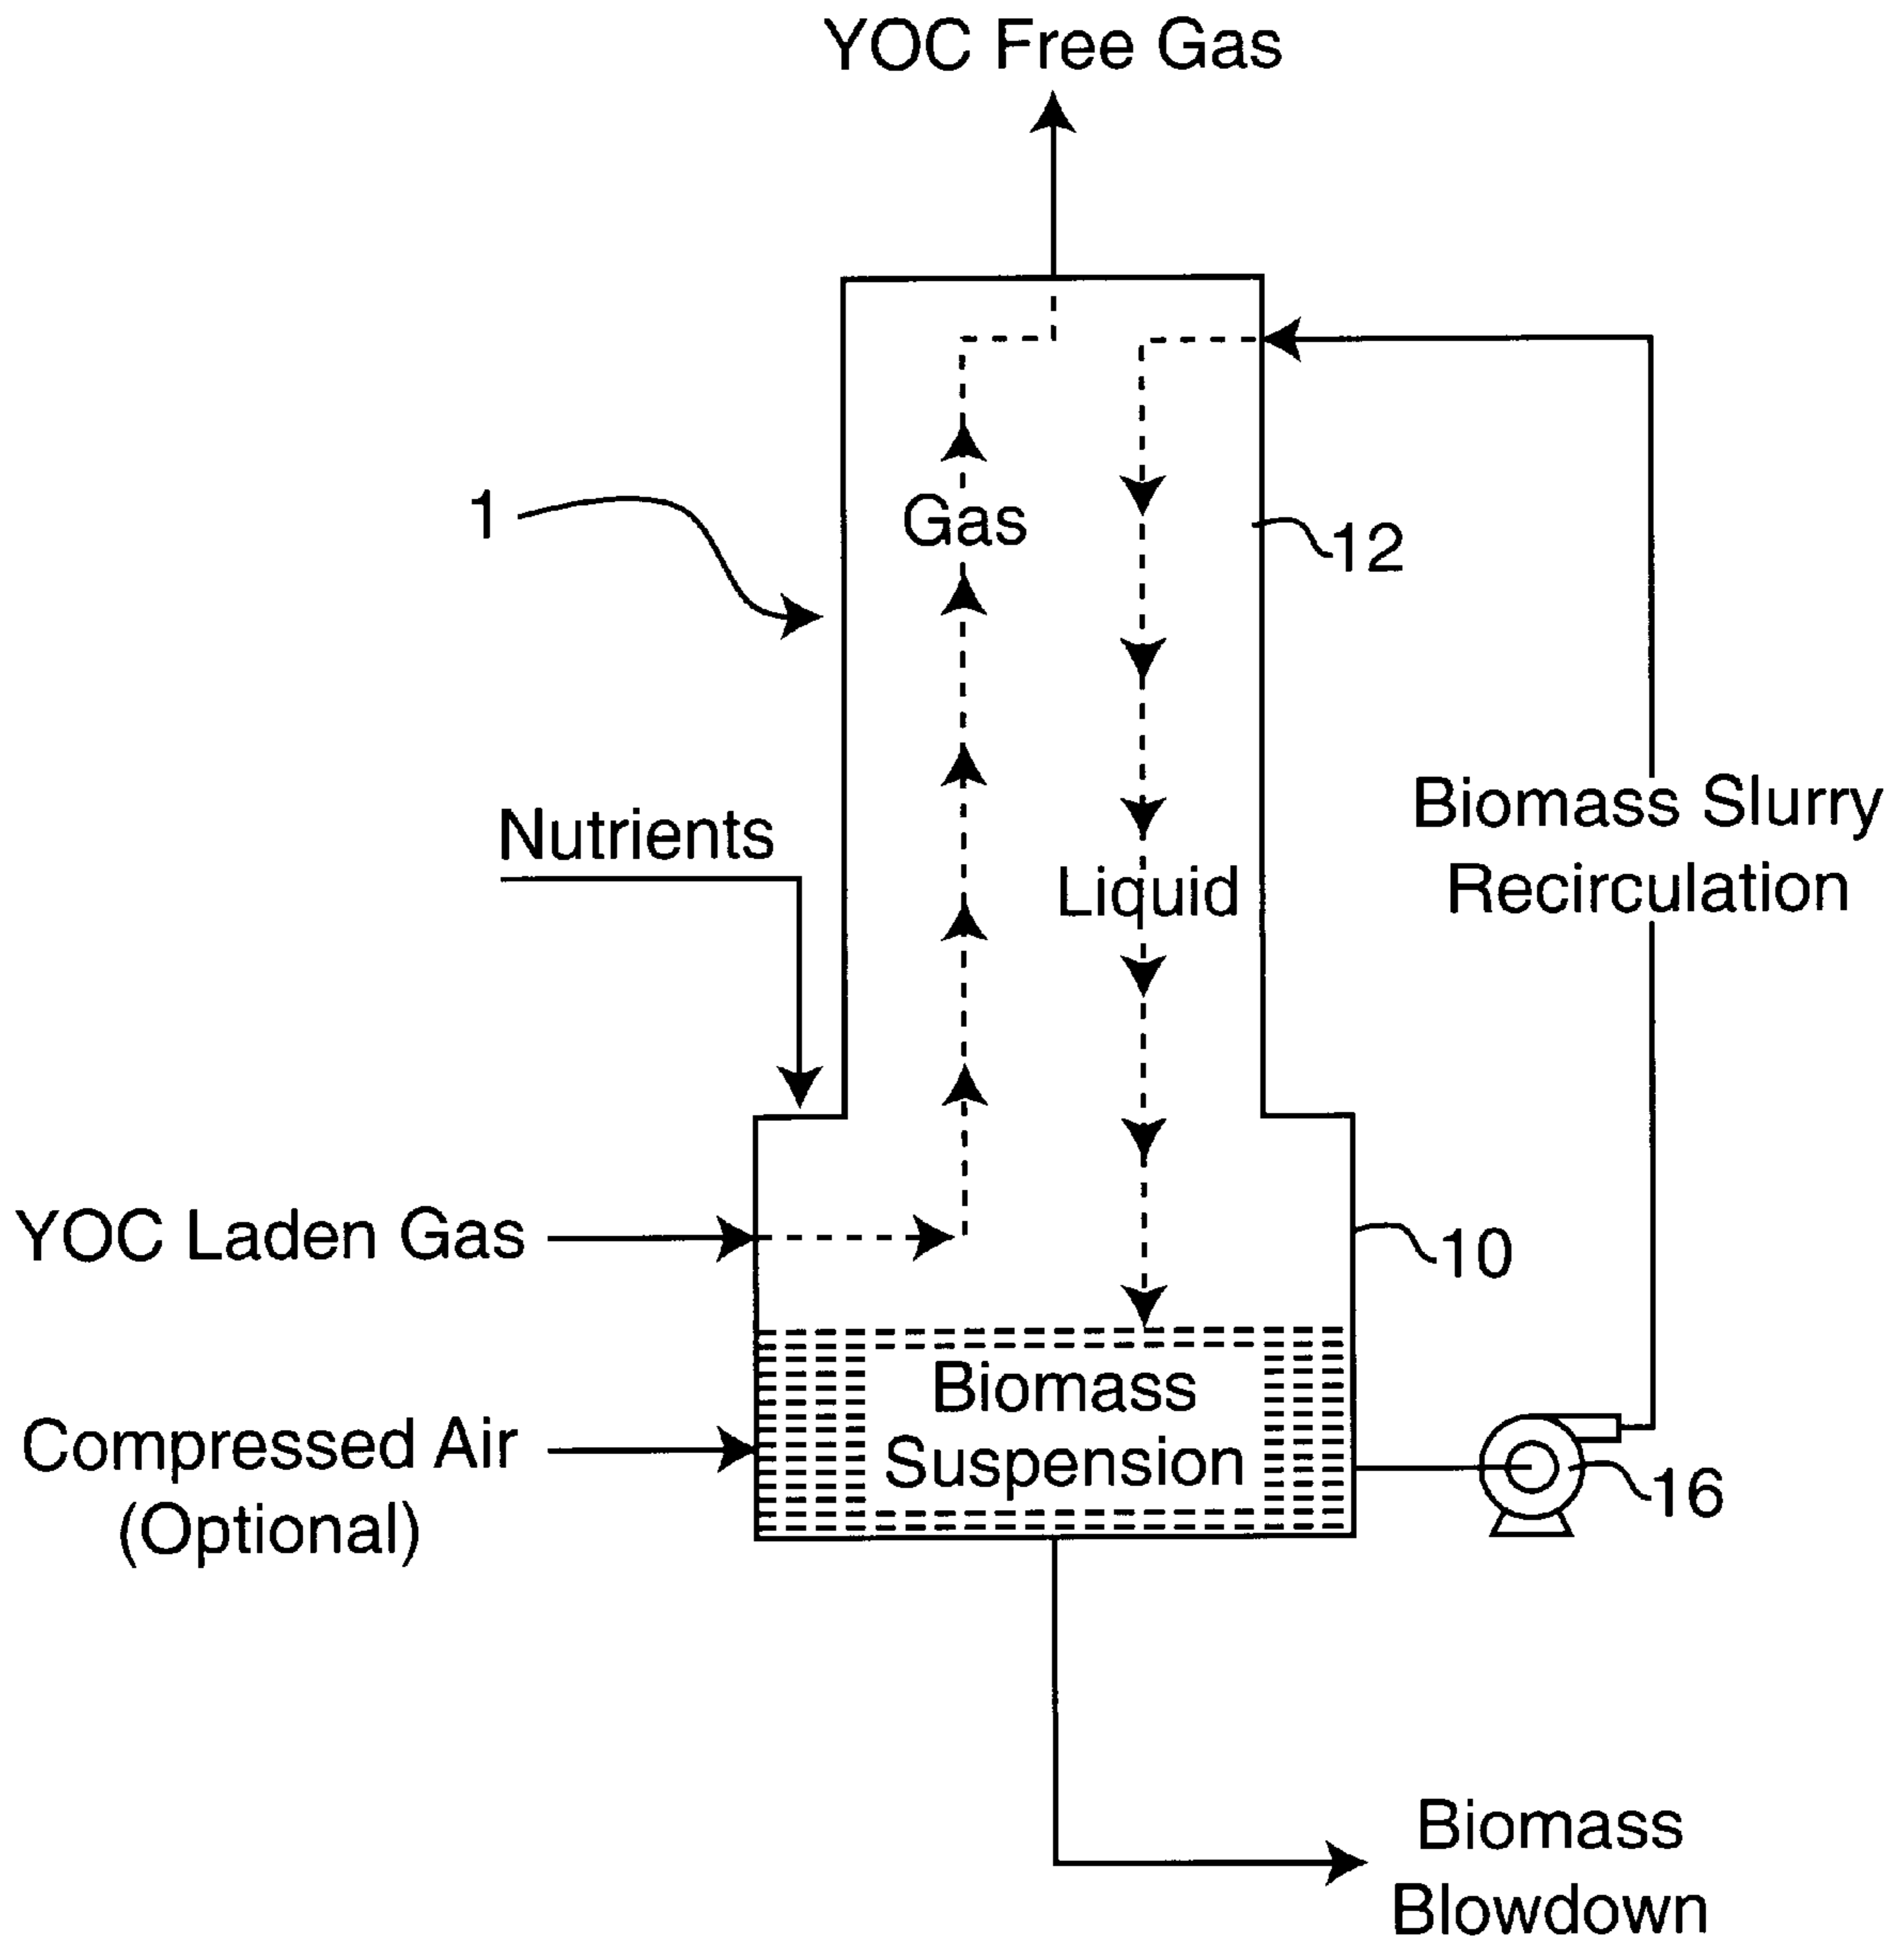 YOC Free Gas
1
Gas
12
Nutrients
Biomass Slurry
Recirculation
Liquid
YOC Laden Gas
10
Compressed Air
(Optional)
Biomass
Suspension
16
Biomass
Blowdown